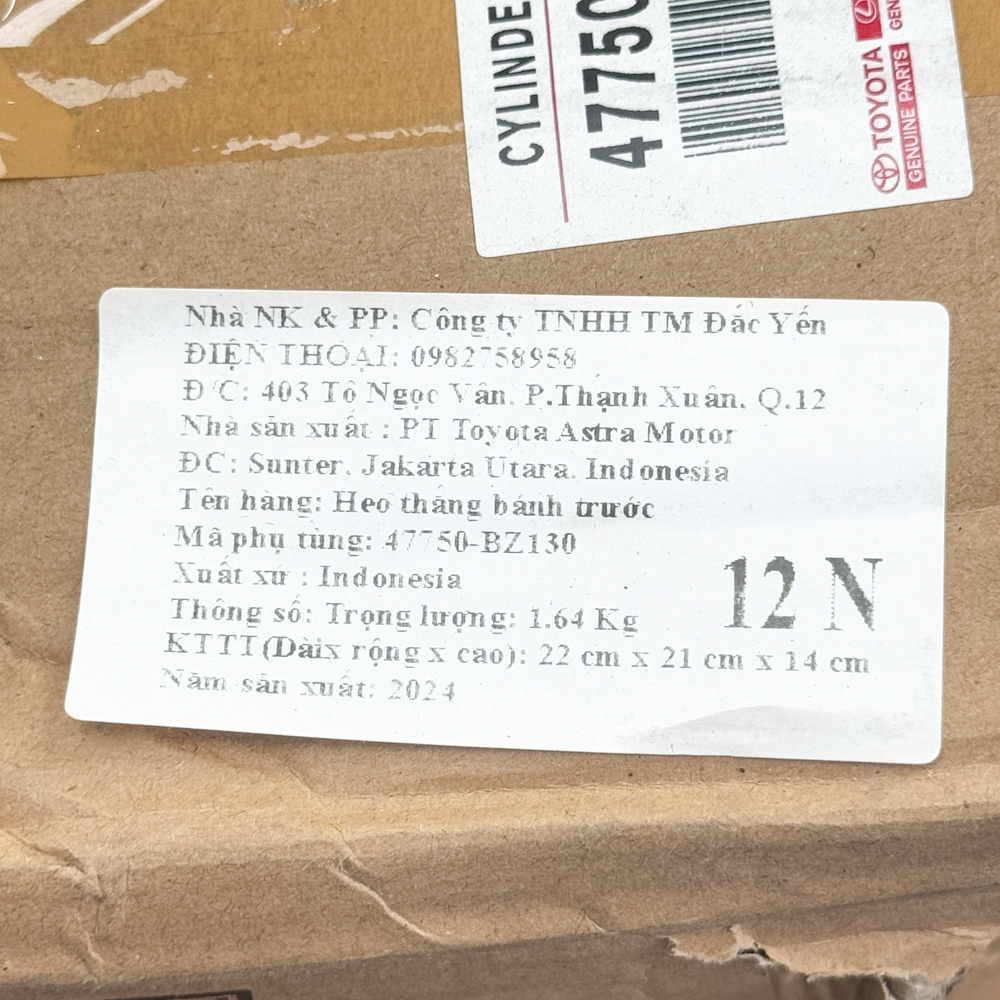 CYLINDE
4775
TOYOTA
GENUINE PARTS
GEN
Nhà NK & PP: Công ty TNHH TM Đắc Yến
ĐIỆN THOẠI: 0982758958
Đ/C: 403 Tô Ngọc Vân. P.Thạnh Xuân. Q.12
Nhà sản xuất : PT Toyota Astra Motor
ĐC: Sunter. Jakarta Utara. Indonesia
Tên hàng: Heo thắng bánh trước
Mã phụ tùng: 47750-BZ130
Xuất xứ : Indonesia
12 N
Thông số: Trọng lượng: 1.64 Kg
KTTT(Dàix rộng x cao): 22 cm x 21 cm x 14 cm
Năm sản xuất: 2024